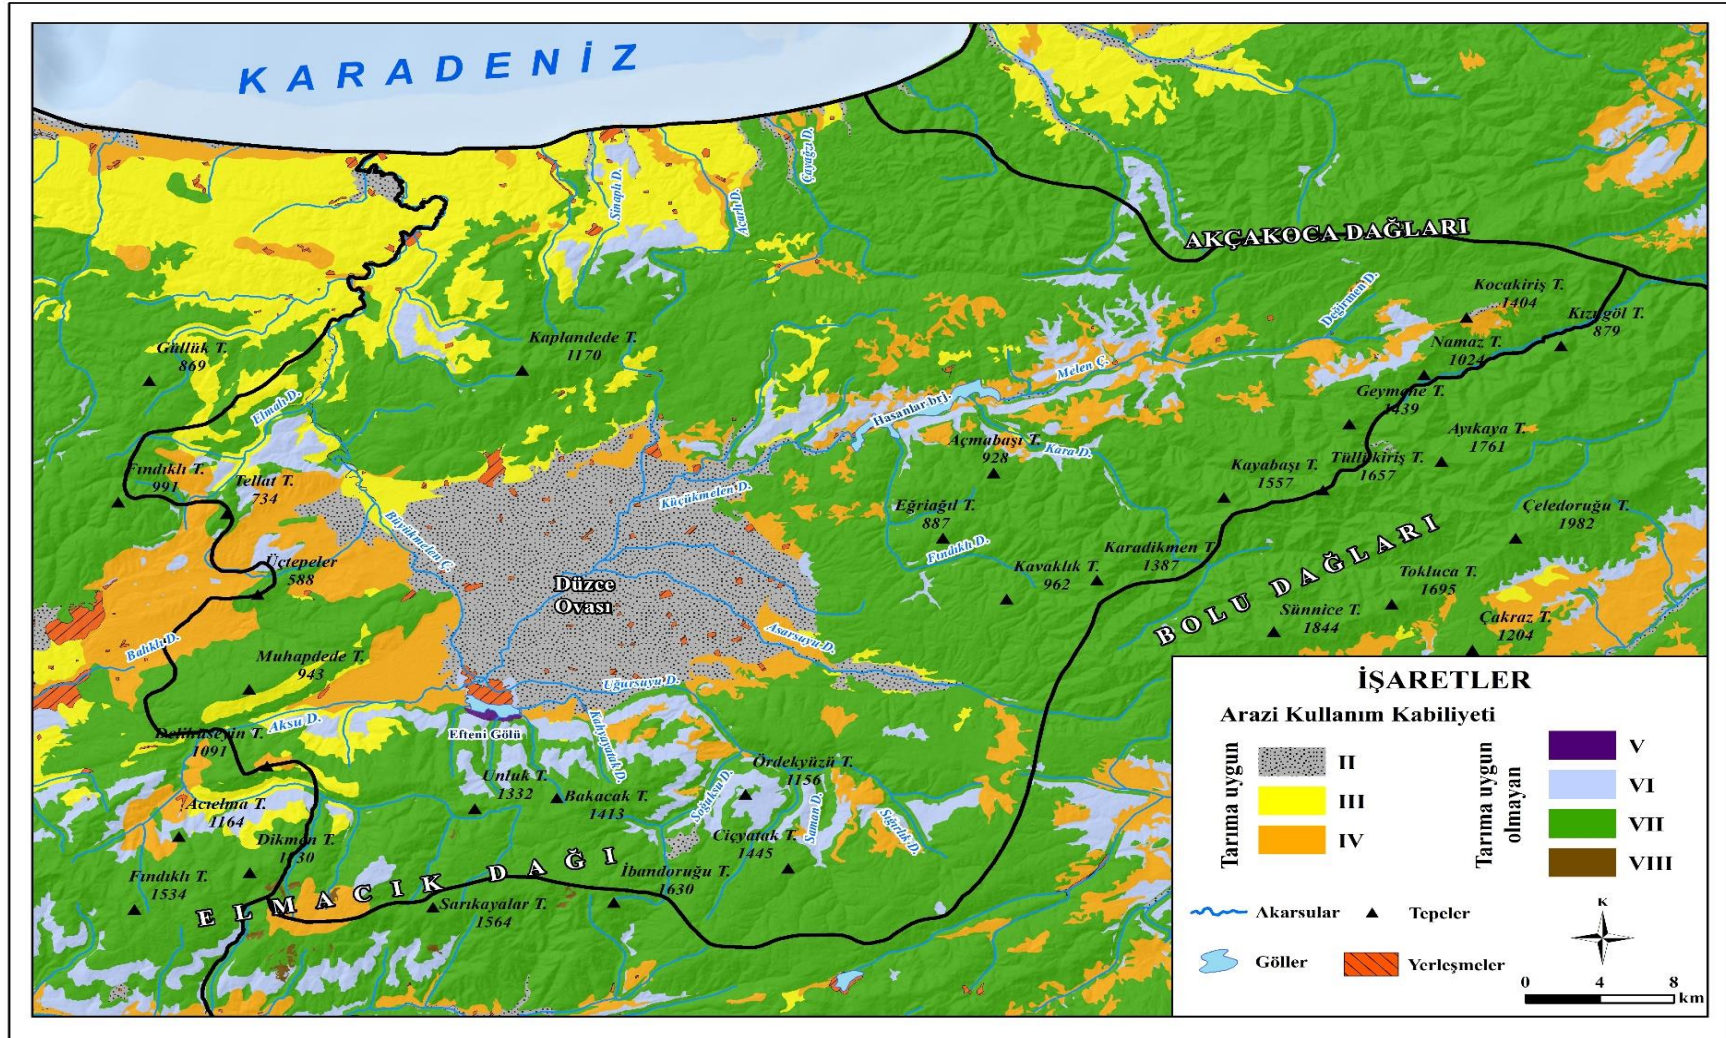 KARADENİZ
Sinaplı D.
Acarlı D.
Çayağzı D.
AKÇAKOCA DAĞLARI
Değirmen D.
Kocakiriş T.
1404
Kızılgöl T.
879
Namaz T.
1024
Güllük T.
869
Kaplandede T.
1170
Melen Ç.
Geymene T.
1439
Elmalı D.
Hasanlar brj.
Açmabaşı T.
928
Kara D.
Ayıkaya T.
1761
Tüllükiriş T.
1657
Kayabaşı T.
1557
Fındıklı T.
991
Tellat T.
734
Küçükmelen D.
Eğriağıl T.
887
Çeledoruğu T.
1982
Büyükmelen Ç.
Fındıklı D.
Karadikmen T.
1387
Üçtepeler
588
Düzce
Ovası
Kavaklık T.
962
BOLU DAĞLARI
Tokluca T.
1695
Sünnice T.
1844
Çakraz T.
1204
Balıklı D.
Muhapdede T.
943
Asarsuyu D.
Uğursuyu D.
Aksu D.
Efteni Gölü
Kahyayatak D.
Delihüseyin T.
1091
Unluk T.
1332
Bakacak T.
1413
Soğuksu D.
Ördekyüzü T.
1156
Saman D.
Sığırlık D.
Acıelma T.
1164
Çiçyatak T.
1445
Dikmen T.
Fındıklı T.
1534
ELMACIK DAĞI
Sarıkayalar T.
1564
İbandoruğu T.
1630
İŞARETLER
Arazi Kullanım Kabiliyeti
Tarıma uygun
II
III
IV
Tarıma uygun
olmayan
V
VI
VII
VIII
Akarsular
Tepeler
Göller
Yerleşmeler
K
0 4 8
km